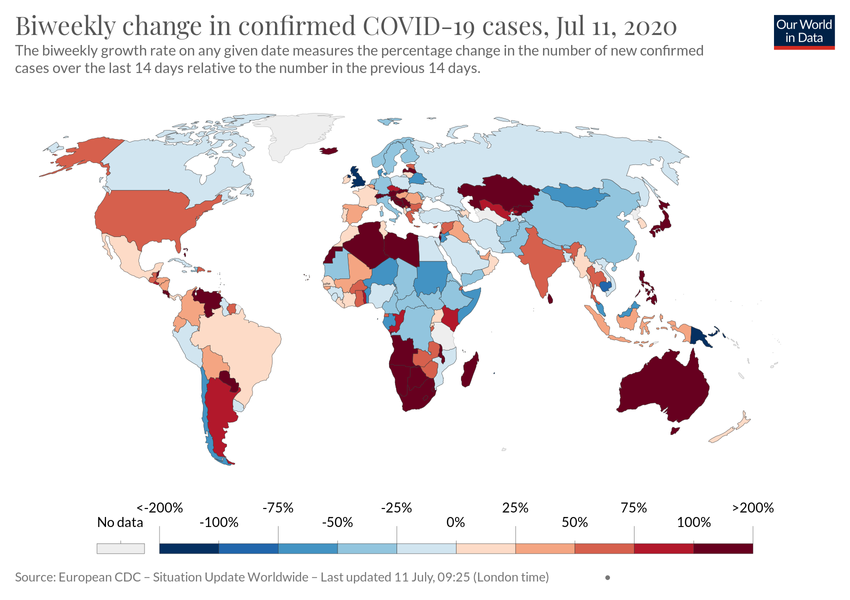 Biweekly change in confirmed COVID-19 cases, Jul 11, 2020
Our World
in Data
The biweekly growth rate on any given date measures the percentage change in the number of new confirmed
cases over the last 14 days relative to the number in the previous 14 days.
<-200% -75% -25% 25% 75% >200%
No data -100% -50% 0% 50% 100%
Source: European CDC – Situation Update Worldwide – Last updated 11 July, 09:25 (London time) •